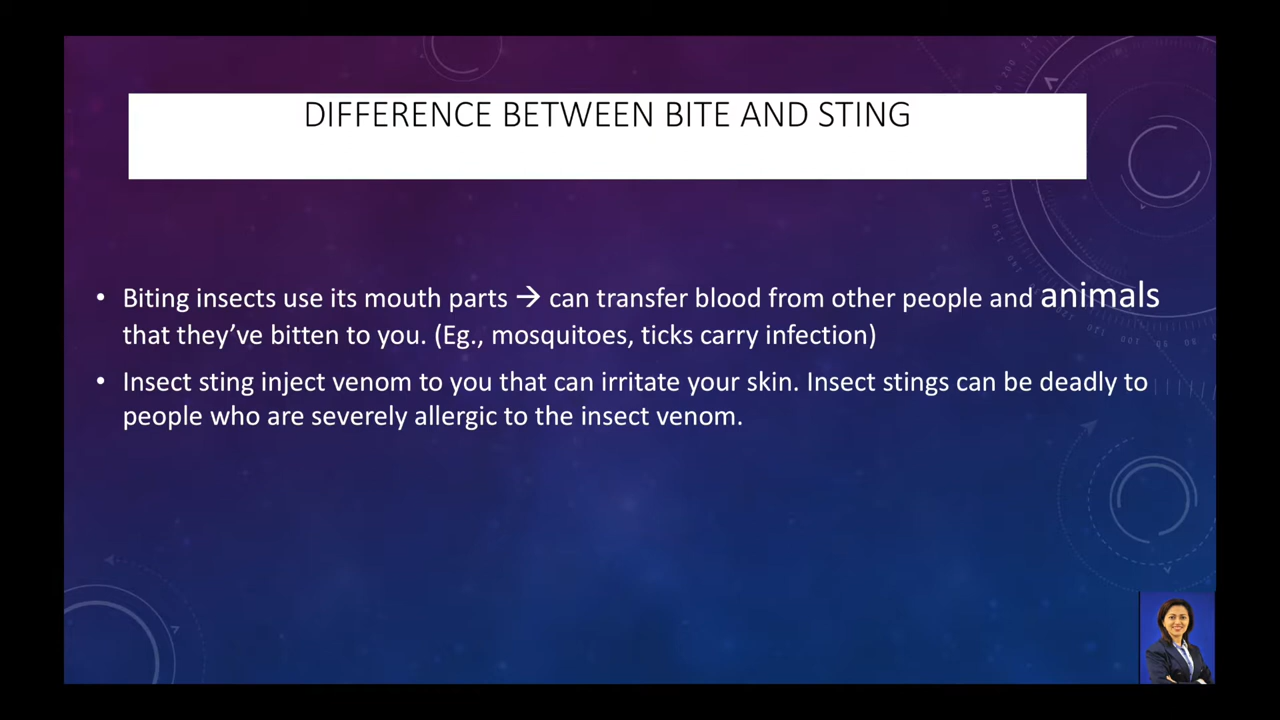 DIFFERENCE BETWEEN BITE AND STING
• Biting insects use its mouth parts → can transfer blood from other people and animals
that they’ve bitten to you. (Eg., mosquitoes, ticks carry infection)
• Insect sting inject venom to you that can irritate your skin. Insect stings can be deadly to
people who are severely allergic to the insect venom.